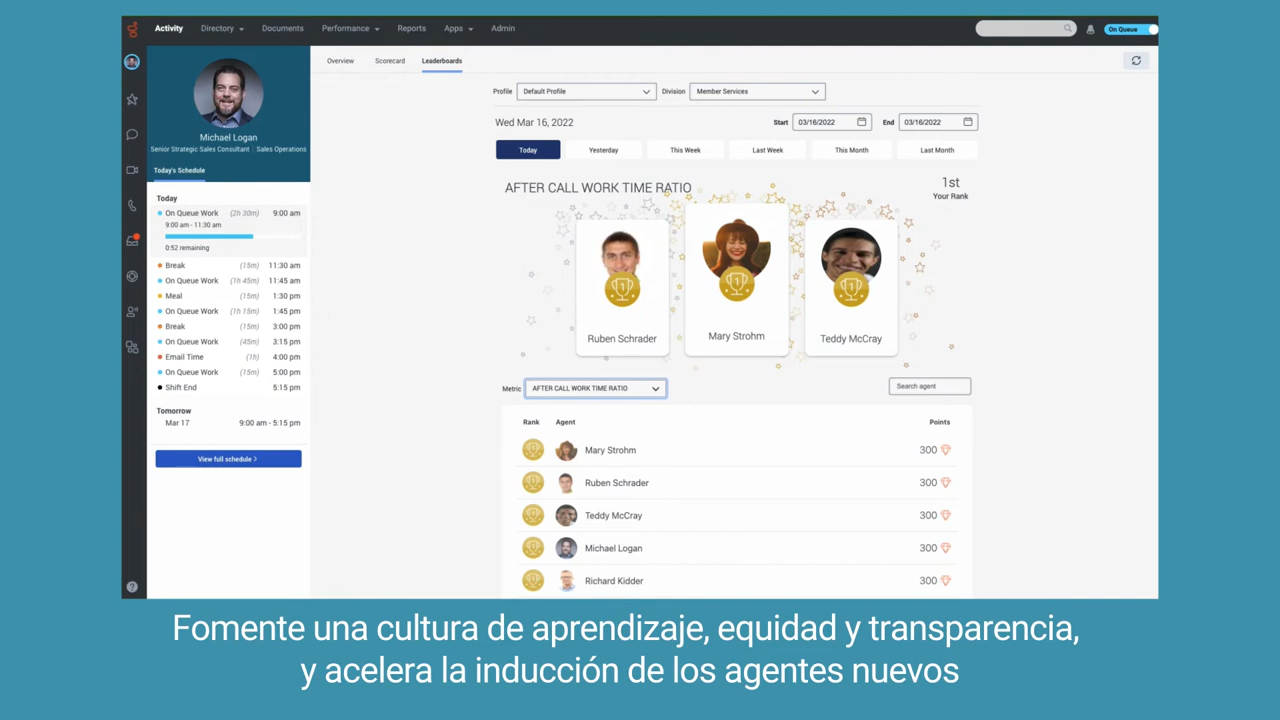 Activity Directory Documents Performance Reports Apps Admin On Queue
Overview Scorecard Leaderboards
Michael Logan
Senior Strategic Sales Consultant Sales Operations
Today's Schedule
Today
On Queue Work (2h 30m) 9:00 am
9:00 am - 11:30 am
0:52 remaining
Break (15m) 11:30 am
On Queue Work (1h 45m) 11:45 am
Meal (15m) 1:30 pm
On Queue Work (1h 15m) 1:45 pm
Break (15m) 3:00 pm
On Queue Work (45m) 3:15 pm
Email Time (1h) 4:00 pm
On Queue Work (15m) 5:00 pm
Shift End 5:15 pm
Tomorrow
Mar 17 9:00 am - 5:15 pm
View full schedule >
Profile Default Profile Division Member Services
Wed Mar 16, 2022 Start 03/16/2022 End 03/16/2022
Today Yesterday This Week Last Week This Month Last Month
AFTER CALL WORK TIME RATIO
1st
Your Rank
1 1 1
Ruben Schrader Mary Strohm Teddy McCray
Metric AFTER CALL WORK TIME RATIO Search agent
Rank Agent Points
1 Mary Strohm 300
1 Ruben Schrader 300
1 Teddy McCray 300
1 Michael Logan 300
1 Richard Kidder 300
Fomente una cultura de aprendizaje, equidad y transparencia,
y acelera la inducción de los agentes nuevos